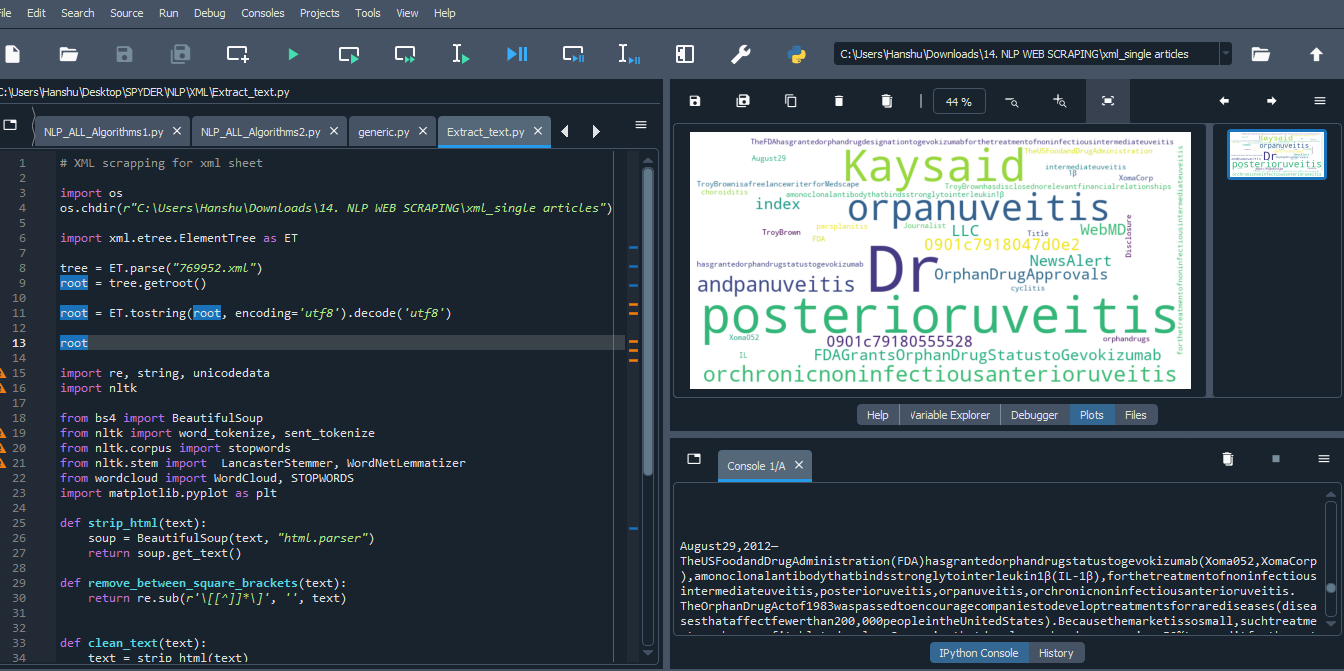 ile Edit Search Source Run Debug Consoles Projects Tools View Help
C:\Users\Hanshu\Downloads\14. NLP WEB SCRAPING\xml_single articles
C:\Users\Hanshu\Desktop\SPYDER\NLP\XML\Extract_text.py
NLP_ALL_Algorithms1.py NLP_ALL_Algorithms2.py generic.py Extract_text.py
1 # XML scrapping for xml sheet
2
3 import os
4 os.chdir(r"C:\Users\Hanshu\Downloads\14. NLP WEB SCRAPING\xml_single articles")
5
6 import xml.etree.ElementTree as ET
7
8 tree = ET.parse("769952.xml")
9 root = tree.getroot()
10
11 root = ET.tostring(root, encoding='utf8').decode('utf8')
12
13 root
14
15 import re, string, unicodedata
16 import nltk
17
18 from bs4 import BeautifulSoup
19 from nltk import word_tokenize, sent_tokenize
20 from nltk.corpus import stopwords
21 from nltk.stem import  LancasterStemmer, WordNetLemmatizer
22 from wordcloud import WordCloud, STOPWORDS
23 import matplotlib.pyplot as plt
24
25 def strip_html(text):
26 soup = BeautifulSoup(text, "html.parser")
27 return soup.get_text()
28
29 def remove_between_square_brackets(text):
30 return re.sub(r'\[[^]]*\]', '', text)
31
32
33 def clean_text(text):
34 text = strip_html(text)
44 %
TheFDAhasgrantedorphandrugdesignationtogevokizumabforthetreatmentofnoninfectiousintermediateuveitis
August29
Kaysaid
TheUSFoodandDrugAdministration
intermediateuveitis
1β
XomaCorp
TroyBrownisafreelancewriterforMedscape
TroyBrownhasdisclosednorelevantfinancialrelationships
choroiditis
amonoclonalantibodythatbindsstronglytointerleukin1β
index
orpanuveitis
TroyBrown
parsplanitis
Journalist
LLC
Title
WebMD
Disclosure
FDA
0901c7918047d0e2
hasgrantedorphandrugstatustogevokizumab
Dr
NewsAlert
andpanuveitis
OrphanDrugApprovals
cyclitis
posterioruveitis
forthetreatmentofnoninfectiousintermediateuveitis
Xoma052
0901c79180555528
orphandrugs
IL
FDAGrantsOrphanDrugStatustoGevokizumab
orchronicnoninfectiousanterioruveitis
Help Variable Explorer Debugger Plots Files
Console 1/A
August29,2012—
TheUSFoodandDrugAdministration(FDA)hasgrantedorphandrugstatustogevokizumab(Xoma052,XomaCorp
),amonoclonalantibodythatbindsstronglytointerleukin1β(IL-1β),forthetreatmentofnoninfectious
intermediateuveitis,posterioruveitis,orpanuveitis,orchronicnoninfectiousanterioruveitis.
TheOrphanDrugActof1983waspassedtoencouragecompaniestodeveloptreatmentsforrarediseases(disea
sesthataffectfewerthan200,000peopleintheUnitedStates).Becausethemarketissosmall,suchtreatme
IPython Console History